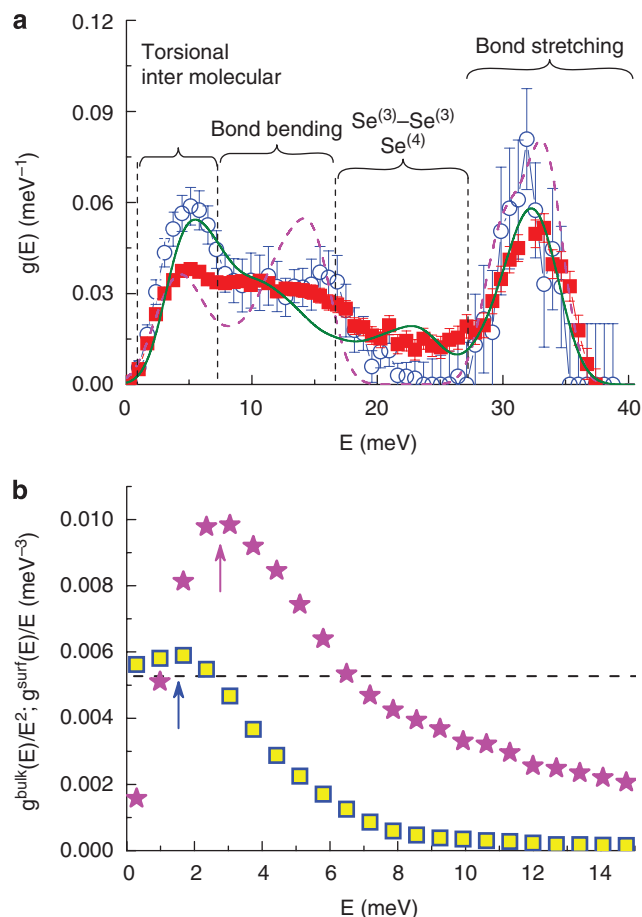 a
0.12
Torsional
inter molecular
Bond stretching
0.09
Se(3)–Se(3)
Bond bending
Se(4)
g(E) (meV−1)
0.06
0.03
0.00
0 10 20 30 40
E (meV)
b
0.010
0.008
0.006
0.004
0.002
0.000
gbulk(E)/E2; gsurf(E)/E (meV−3)
0 2 4 6 8 10 12 14
E (meV)